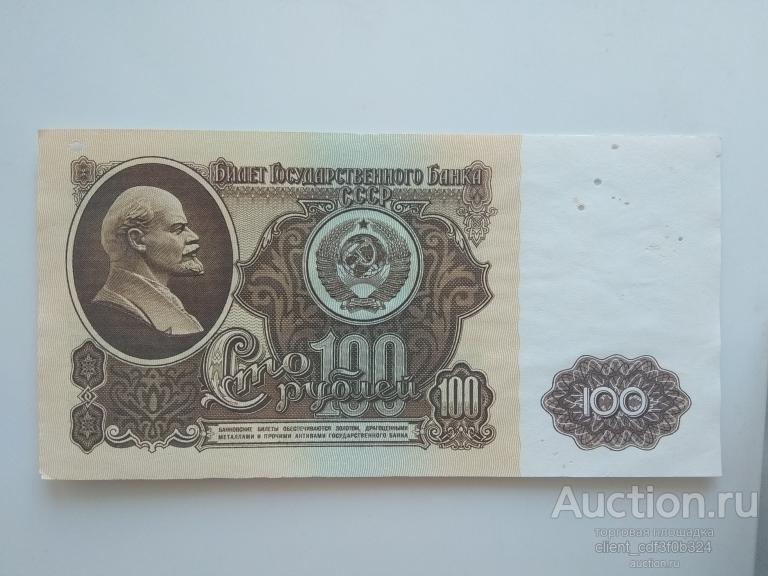 Билет Государственного Банка
СССР
Сто 100
рублей
100
100
БАНКОВСКИЕ БИЛЕТЫ ОБЕСПЕЧИВАЮТСЯ ЗОЛОТОМ, ДРАГОЦЕННЫМИ
МЕТАЛЛАМИ И ПРОЧИМИ АКТИВАМИ ГОСУДАРСТВЕННОГО БАНКА
Auction.ru
торговая площадка
client_cdf3f0b324
auction.ru